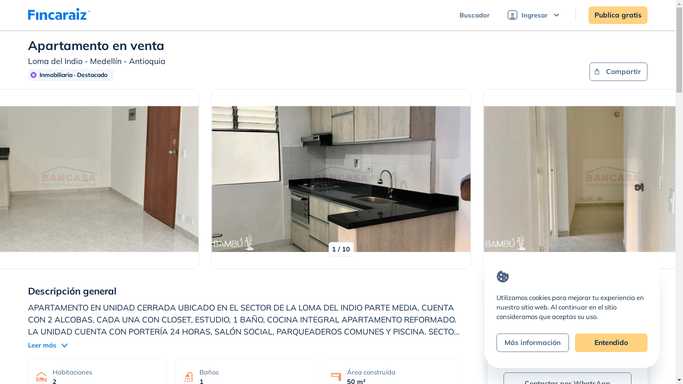 Fincaraiz
Buscador
Ingresar
Publica gratis
Apartamento en venta
Loma del Indio - Medellín - Antioquia
Inmobiliaria - Destacado
Compartir
BANCASA
BANCASA
BANCASA
BAMBÚ
BAMBÚ
1 / 10
Descripción general
APARTAMENTO EN UNIDAD CERRADA UBICADO EN EL SECTOR DE LA LOMA DEL INDIO PARTE MEDIA, CUENTA
CON 2 ALCOBAS, CADA UNA CON CLOSET, ESTUDIO, 1 BAÑO, COCINA INTEGRAL APARTAMENTO REFORMADO,
LA UNIDAD CUENTA CON PORTERÍA 24 HORAS, SALÓN SOCIAL, PARQUEADEROS COMUNES Y PISCINA. SECTO...
Leer más
Habitaciones
2
Baños
1
Área construida
50 m²
Utilizamos cookies para mejorar tu experiencia en
nuestro sitio web. Al continuar en el sitio
consideramos que aceptas su uso.
Más información
Entendido
Contactar por WhatsApp